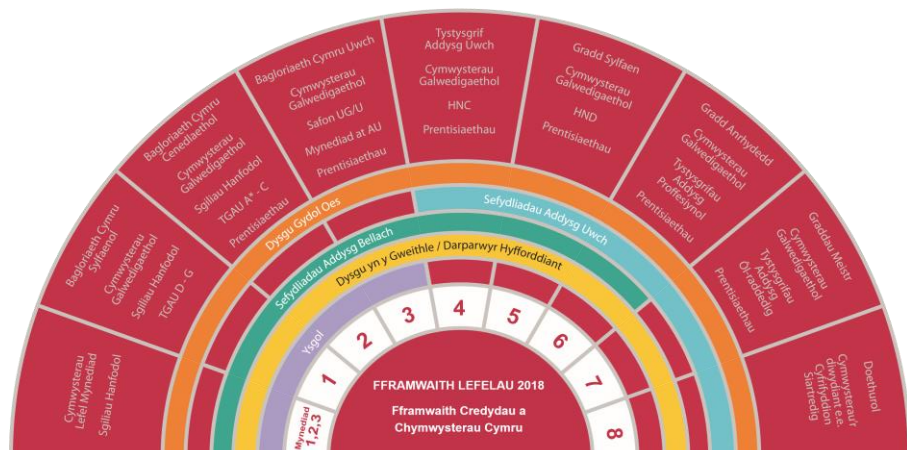 Cymwysterau
Lefel Mynediad
Sgiliau Hanfodol
Bagloriaeth Cymru
Sylfaenol
Cymwysterau
Galwedigaethol
Sgiliau Hanfodol
TGAU D - G
Bagloriaeth Cymru
Cenedlaethol
Cymwysterau
Galwedigaethol
Sgiliau Hanfodol
TGAU A* - C
Prentisiaethau
Bagloriaeth Cymru Uwch
Cymwysterau
Galwedigaethol
Safon UG/U
Mynediad at AU
Prentisiaethau
Tystysgrif
Addysg Uwch
Cymwysterau
Galwedigaethol
HNC
Prentisiaethau
Gradd Sylfaen
Cymwysterau
Galwedigaethol
HND
Prentisiaethau
Gradd Anrhydedd
Cymwysterau
Galwedigaethol
Tystysgrifau
Addysg
Proffesiynol
Prentisiaethau
Graddau Meistr
Cymwysterau
Galwedigaethol
Tystysgrifau
Addysg
Ôl-raddedig
Prentisiaethau
Doethurol
Cymwysterau'r
diwydiant e.e.
Cyfrifyddion
Siartredig
Dysgu Gydol Oes
Sefydliadau Addysg Uwch
Sefydliadau Addysg Bellach
Dysgu yn y Gweithle / Darparwyr Hyfforddiant
Ysgol
Mynediad
1,2,3
1
2
3
4
5
6
7
8
FFRAMWAITH LEFELAU 2018
Fframwaith Credydau a
Chymwysterau Cymru